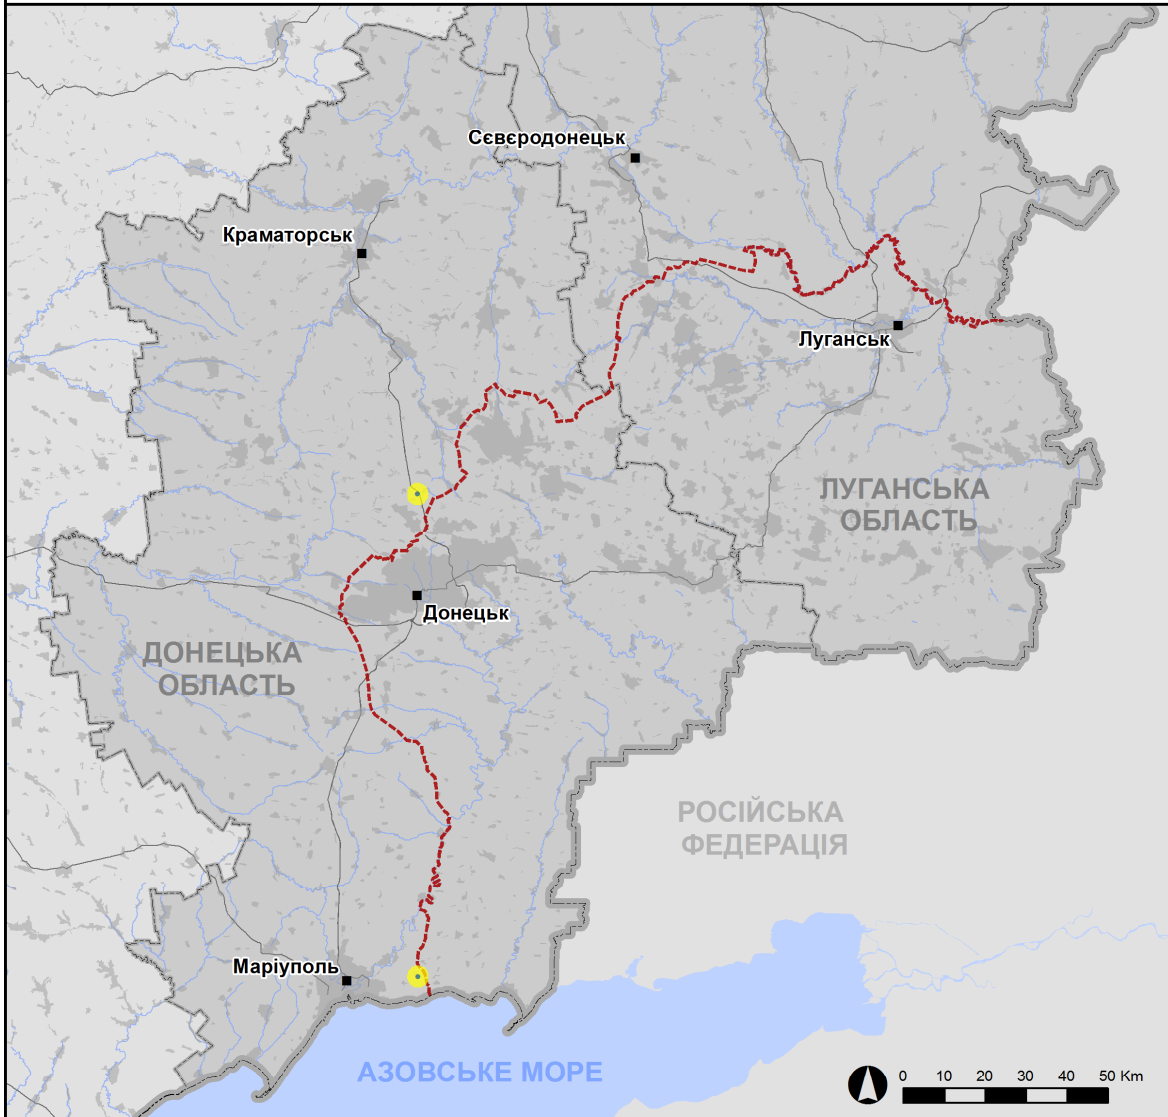 Сєвєродонецьк
Краматорськ
Луганськ
ЛУГАНСЬКА
ОБЛАСТЬ
Донецьк
ДОНЕЦЬКА
ОБЛАСТЬ
РОСІЙСЬКА
ФЕДЕРАЦІЯ
Маріуполь
АЗОВСЬКЕ МОРЕ
0 10 20 30 40 50 Km